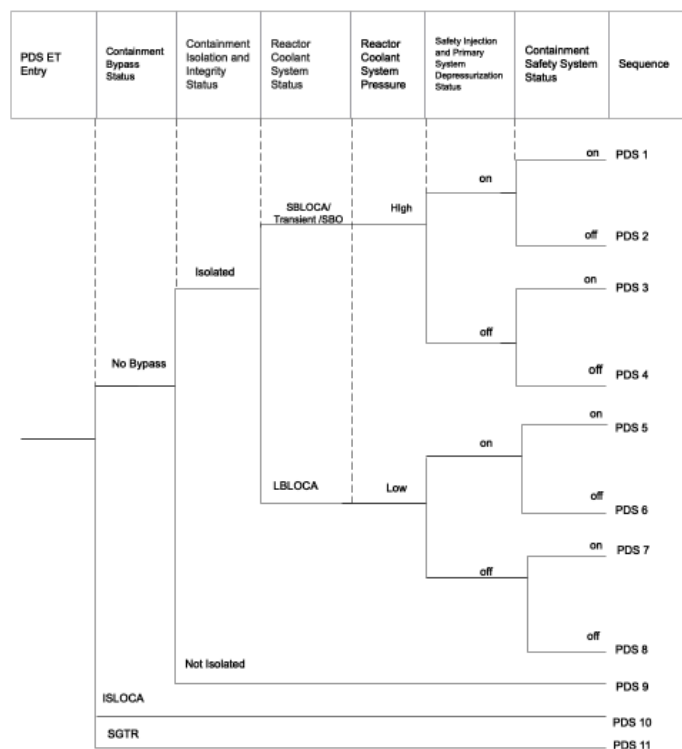 PDS ET
Entry
Containment
Bypass
Status
Containment
Isolation and
Integrity
Status
Reactor
Coolant
System
Status
Reactor
Coolant
System
Pressure
Safety Injection
and Primary
System
Depressurization
Status
Containment
Safety System
Status
Sequence
on
PDS 1
SBLOCA/
Transient /SBO
High
on
off
PDS 2
Isolated
on
PDS 3
off
No Bypass
off
PDS 4
on
PDS 5
on
LBLOCA
Low
off
PDS 6
on
PDS 7
off
off
PDS 8
Not Isolated
PDS 9
ISLOCA
PDS 10
SGTR
PDS 11